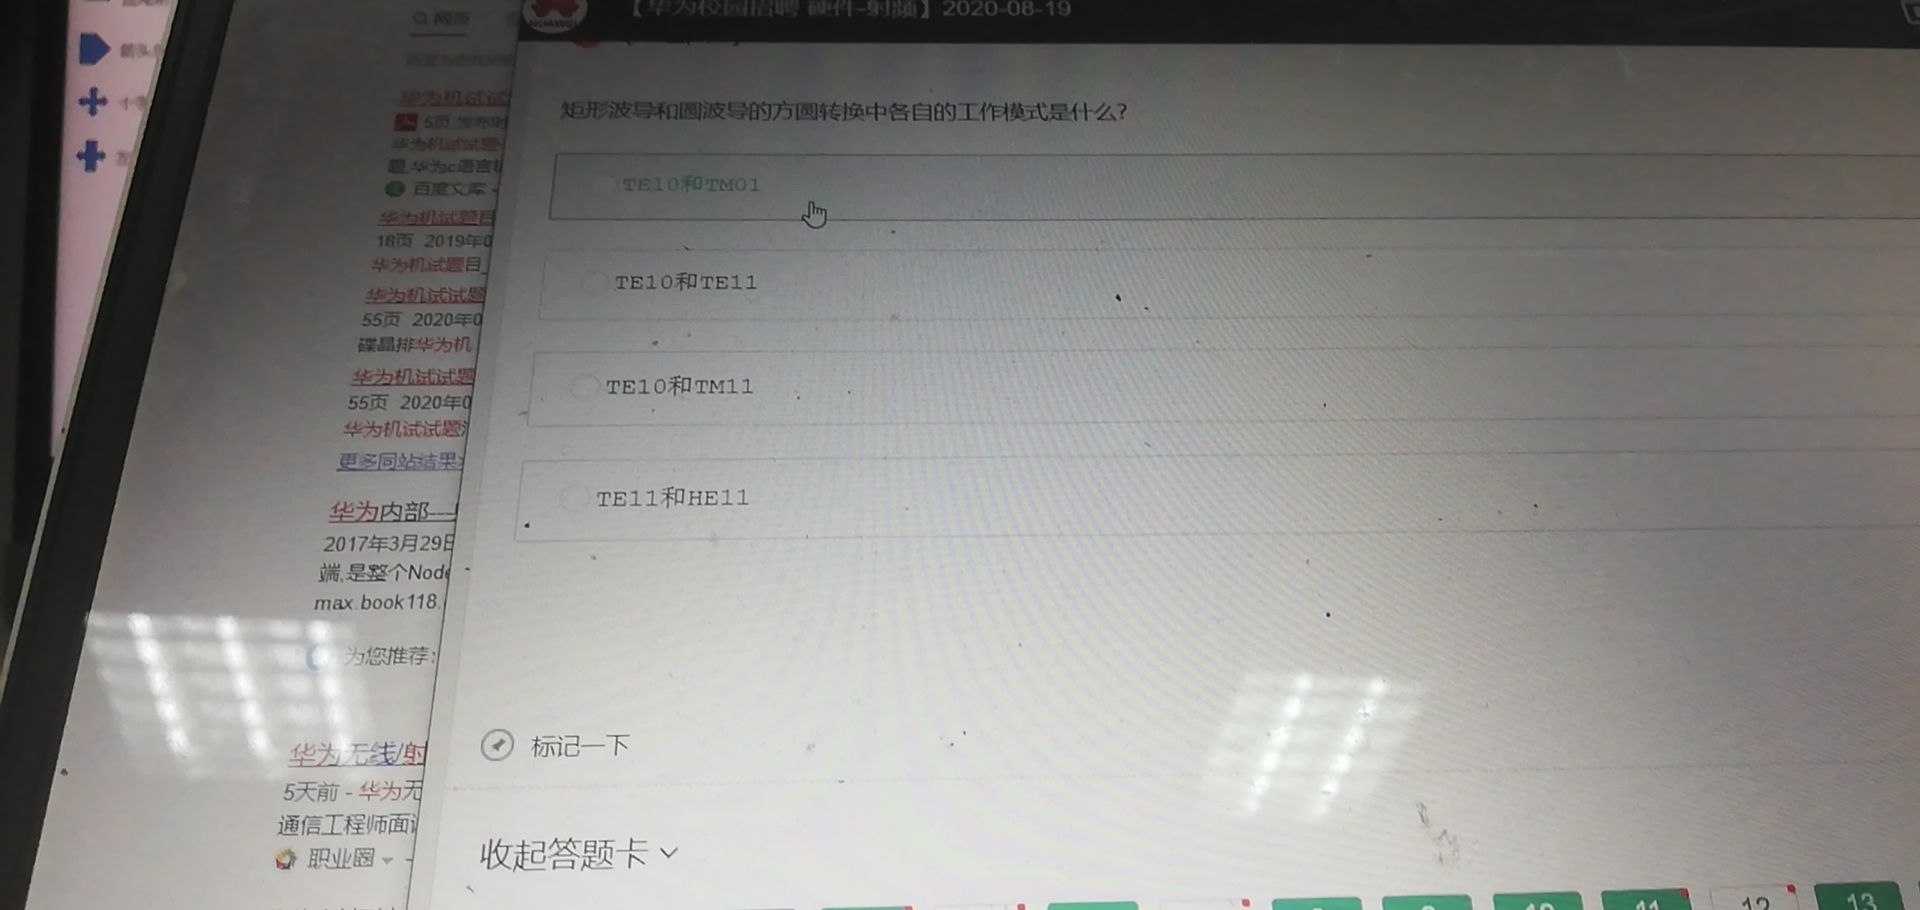 网页
HUAWEI
【华为校园招聘 硬件-射频】2020-08-19
矩形波导和圆波导的方圆转换中各自的工作模式是什么?
TE10和TM01
TE10和TE11
TE10和TM11
TE11和HE11
标记一下
收起答题卡
10
11
12
13
华为机试试
5页 发布时
华为机试试题
题,华为c语言机
百度文库
华为机试题目
18页 2019年0
华为机试题目_
华为机试试题
55页 2020年0
碟晶排华为机
华为机试试题
55页 2020年0
华为机试试题
更多同站结果>
华为内部
2017年3月29日
端,是整个Node
max.book118.
为您推荐:
华为无线/射
5天前 - 华为无
通信工程师面
职业圈